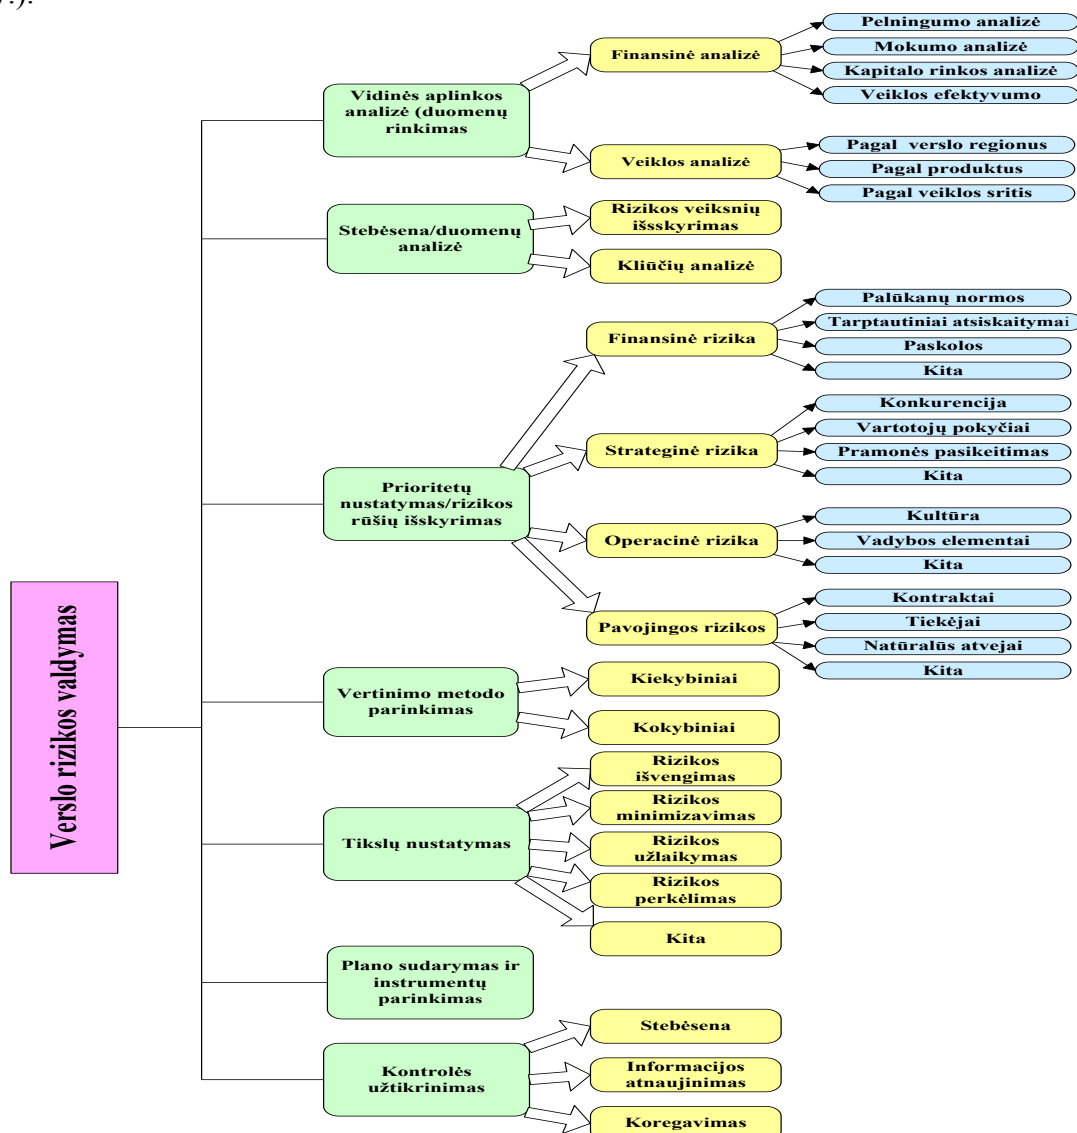 Verslo rizikos valdymas
Vidinės aplinkos
analizė (duomenų
rinkimas
Finansinė analizė
Pelningumo analizė
Mokumo analizė
Kapitalo rinkos analizė
Veiklos efektyvumo
Veiklos analizė
Pagal verslo regionus
Pagal produktus
Pagal veiklos sritis
Stebėsena/duomenų
analizė
Rizikos veiksnių
išsskyrimas
Kliūčių analizė
Prioritetų
nustatymas/rizikos
rūšių išskyrimas
Finansinė rizika
Palūkanų normos
Tarptautiniai atsiskaitymai
Paskolos
Kita
Strateginė rizika
Konkurencija
Vartotojų pokyčiai
Pramonės pasikeitimas
Kita
Operacinė rizika
Kultūra
Vadybos elementai
Kita
Pavojingos rizikos
Kontraktai
Tiekėjai
Natūralūs atvejai
Kita
Vertinimo metodo
parinkimas
Kiekybiniai
Kokybiniai
Tikslų nustatymas
Rizikos
išvengimas
Rizikos
minimizavimas
Rizikos
užlaikymas
Rizikos
perkėlimas
Kita
Plano sudarymas ir
instrumentų
parinkimas
Kontrolės
užtikrinimas
Stebėsena
Informacijos
atnaujinimas
Koregavimas